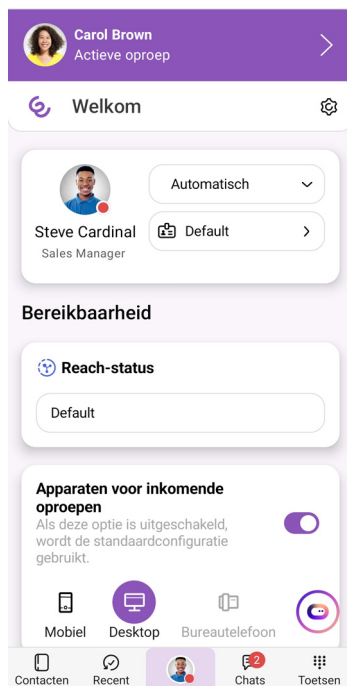 Carol Brown
Actieve oproep
Welkom
Automatisch
Steve Cardinal
Default
Sales Manager
Bereikbaarheid
Reach-status
Default
Apparaten voor inkomende
oproepen
Als deze optie is uitgeschakeld,
wordt de standaardconfiguratie
gebruikt.
Mobiel Desktop Bureautelefoon
2
Contacten Recent Chats Toetsen